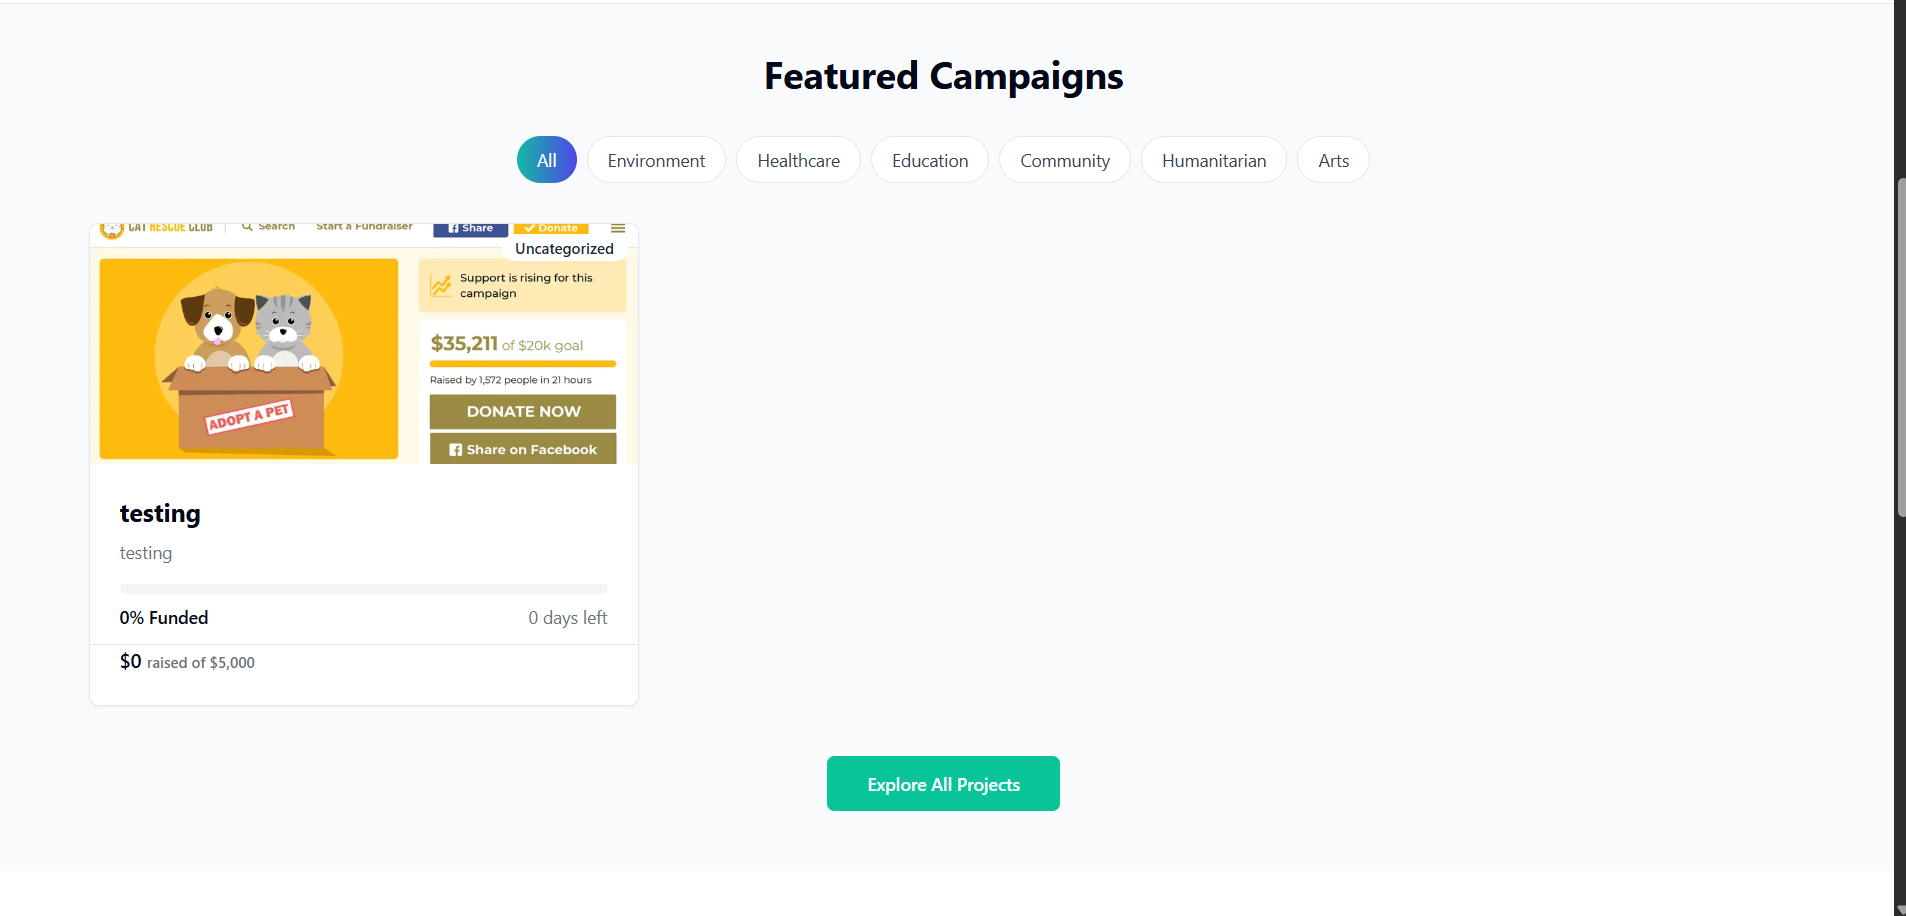 Featured Campaigns
All
Environment
Healthcare
Education
Community
Humanitarian
Arts
CAT RESCUE CLUB
Search
Start a Fundraiser
Share
Donate
Uncategorized
Support is rising for this
campaign
$35,211 of $20k goal
Raised by 1,572 people in 21 hours
DONATE NOW
Share on Facebook
ADOPT A PET
testing
testing
0% Funded
0 days left
$0 raised of $5,000
Explore All Projects